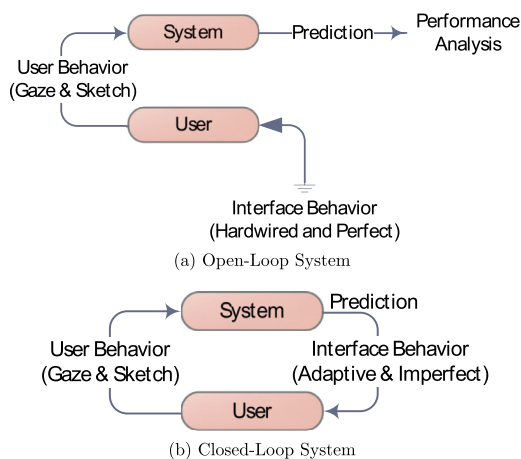 System
Prediction
Performance
Analysis
User Behavior
(Gaze & Sketch)
User
Interface Behavior
(Hardwired and Perfect)
(a) Open-Loop System
System
Prediction
User Behavior
(Gaze & Sketch)
Interface Behavior
(Adaptive & Imperfect)
User
(b) Closed-Loop System